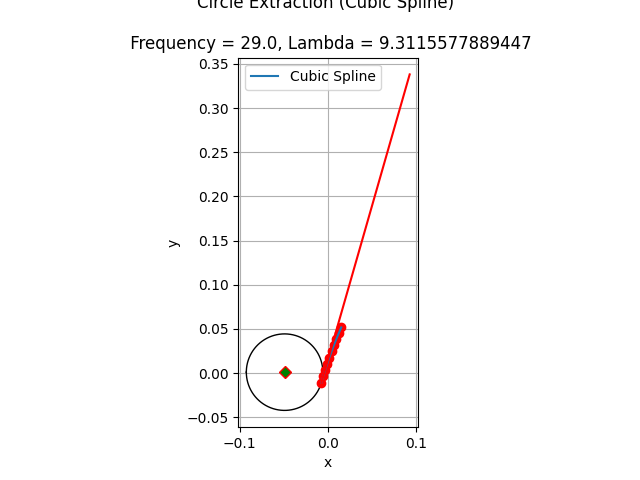 Circle Extraction (Cubic Spline)
Frequency = 29.0, Lambda = 9.3115577889447
Cubic Spline
0.35
0.30
0.25
0.20
0.15
0.10
0.05
0.00
−0.05
y
−0.1
0.0
0.1
x